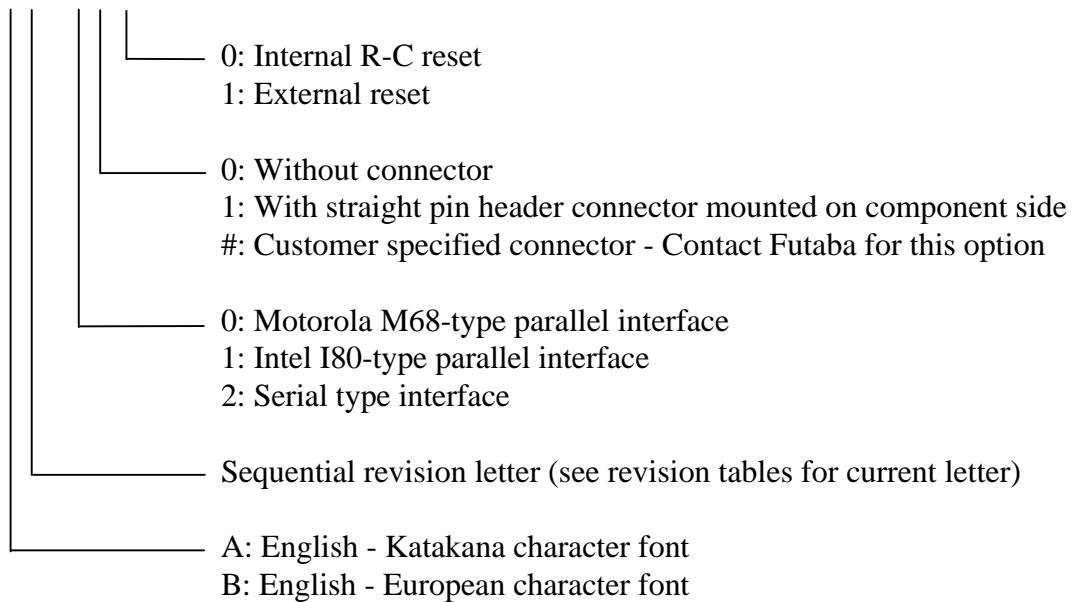 0: Internal R-C reset
1: External reset
0: Without connector
1: With straight pin header connector mounted on component side
#: Customer specified connector - Contact Futaba for this option
0: Motorola M68-type parallel interface
1: Intel I80-type parallel interface
2: Serial type interface
Sequential revision letter (see revision tables for current letter)
A: English - Katakana character font
B: English - European character font